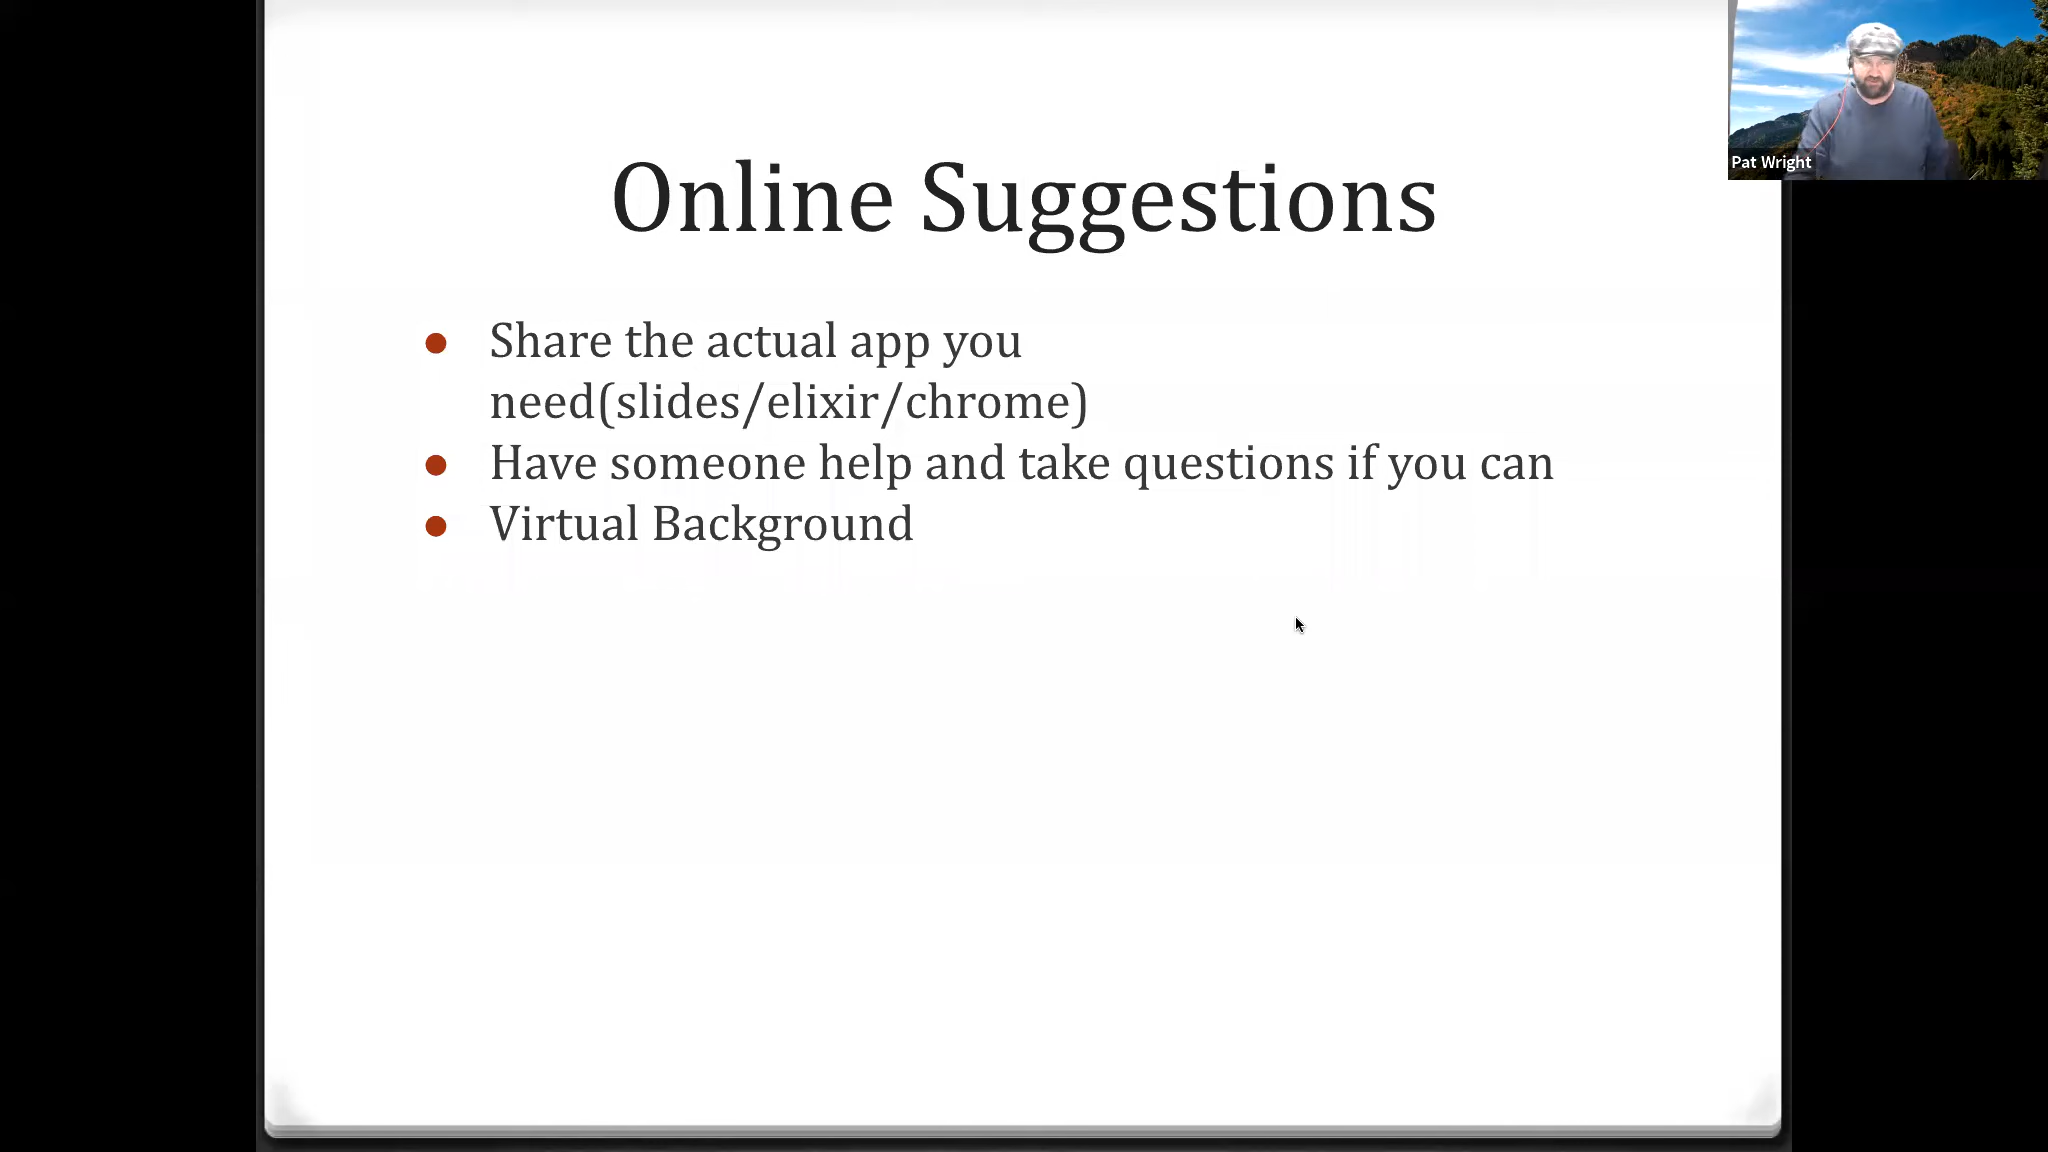 Online Suggestions
● Share the actual app you
need(slides/elixir/chrome)
● Have someone help and take questions if you can
● Virtual Background
Pat Wright